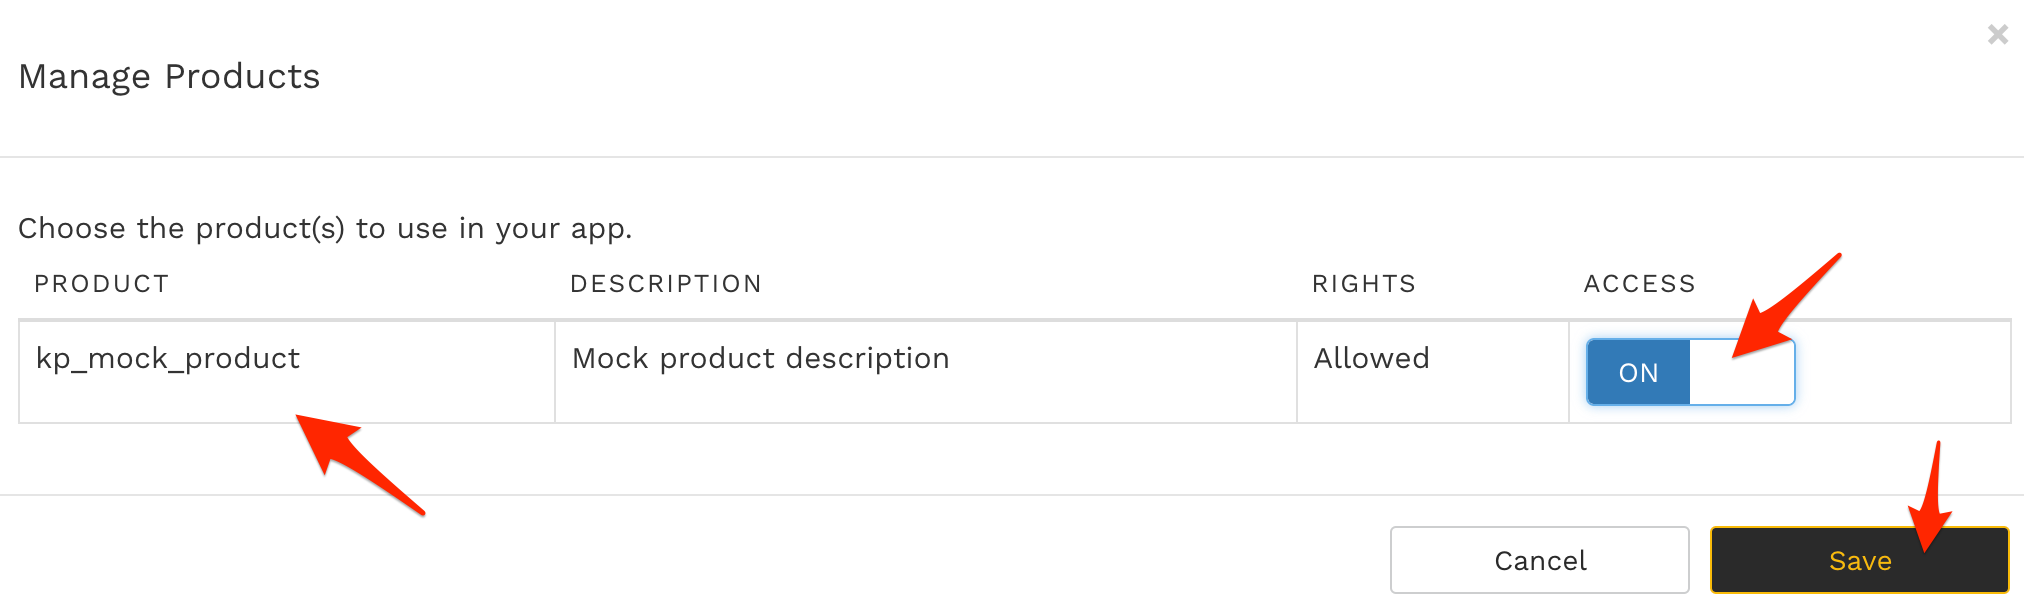 Manage Products
Choose the product(s) to use in your app.
PRODUCT DESCRIPTION RIGHTS ACCESS
kp_mock_product Mock product description Allowed ON
Cancel Save